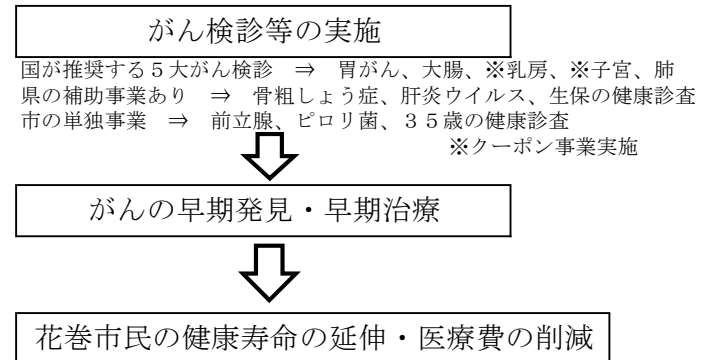 がん検診等の実施
国が推奨する５大がん検診　⇒　胃がん、大腸、※乳房、※子宮、肺
県の補助事業あり　⇒　骨粗しょう症、肝炎ウイルス、生保の健康診査
市の単独事業　⇒　前立腺、ピロリ菌、３５歳の健康診査
※クーポン事業実施
がんの早期発見・早期治療
花巻市民の健康寿命の延伸・医療費の削減